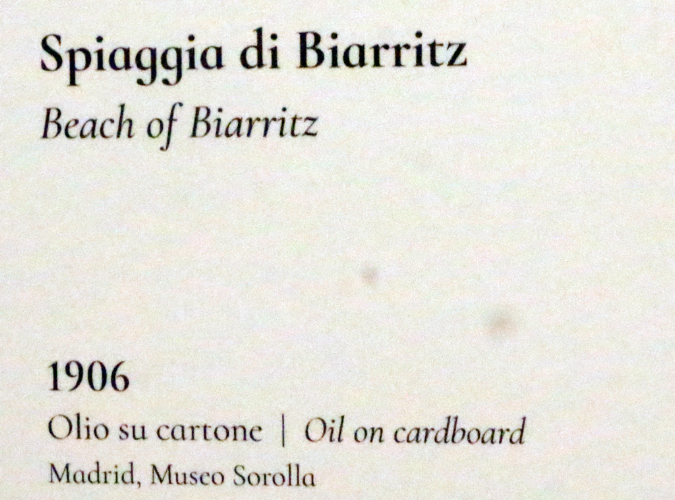 Spiaggia di Biarritz
Beach of Biarritz
1906
Olio su cartone | Oil on cardboard
Madrid, Museo Sorolla